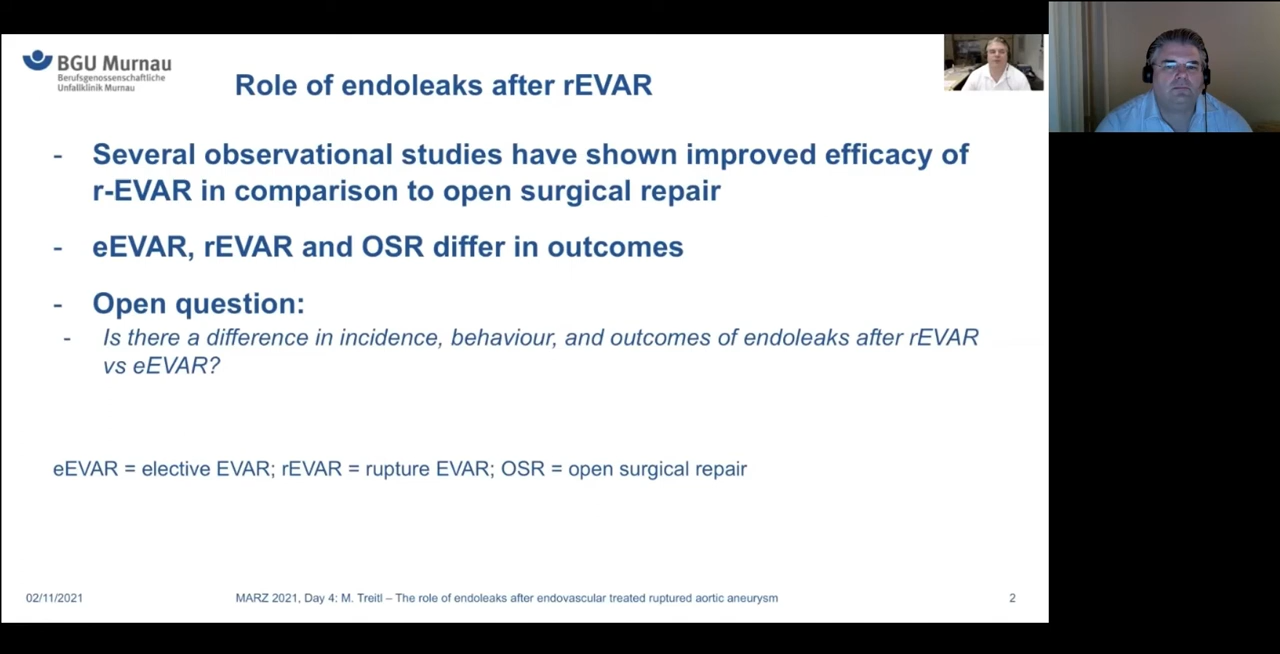 BGU Murnau
Berufsgenossenschaftliche
Unfallklinik Murnau
Role of endoleaks after rEVAR
- Several observational studies have shown improved efficacy of
r-EVAR in comparison to open surgical repair
- eEVAR, rEVAR and OSR differ in outcomes
- Open question:
- Is there a difference in incidence, behaviour, and outcomes of endoleaks after rEVAR
vs eEVAR?
eEVAR = elective EVAR; rEVAR = rupture EVAR; OSR = open surgical repair
02/11/2021 MARZ 2021, Day 4: M. Treitl – The role of endoleaks after endovascular treated ruptured aortic aneurysm 2